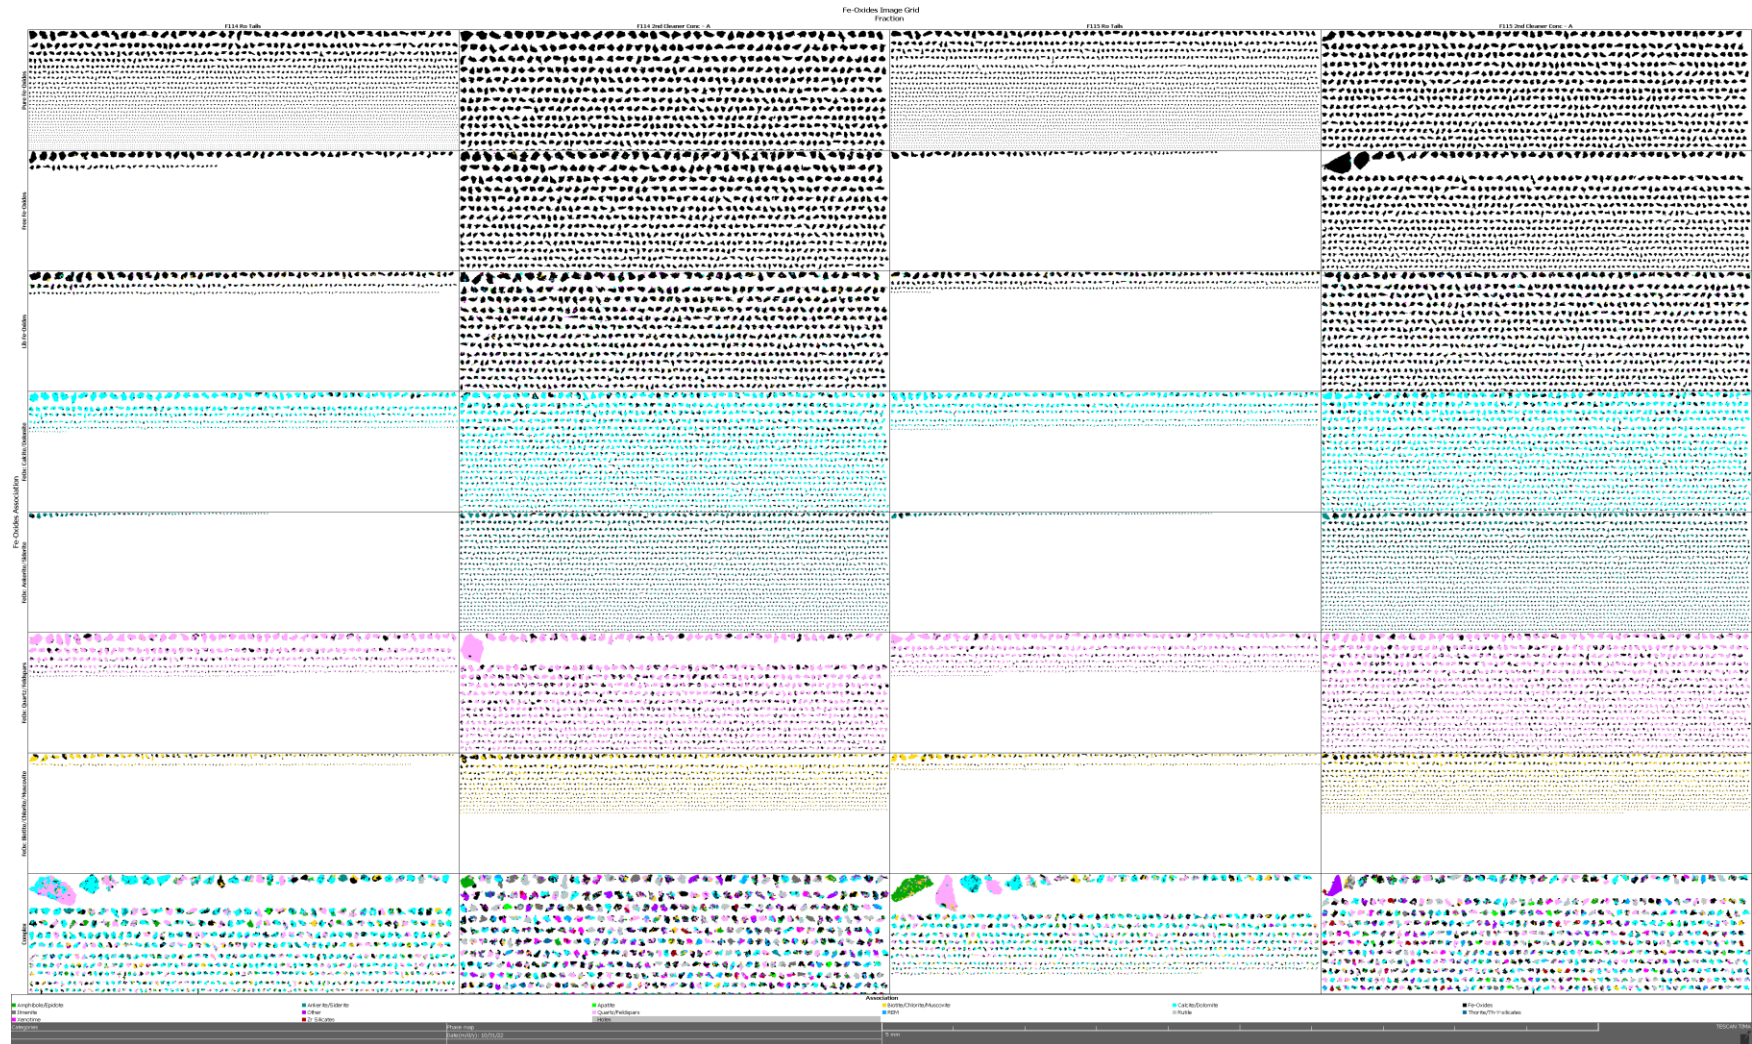 Fe-Oxides Image Grid
Fraction
F114 Ro Tails
F114 2nd Cleaner Conc - A
F115 Ro Tails
F115 2nd Cleaner Conc - A
Fe-Oxides Association
Pure Fe-Oxides
Free Fe-Oxides
Lib Fe-Oxides
FeOx: Calcite/Dolomite
FeOx: Ankerite/Siderite
FeOx: Quartz/Feldspars
FeOx: Biotite/Chlorite/Muscovite
Complex
Association
Amphibole/Epidote
Ankerite/Siderite
Apatite
Biotite/Chlorite/Muscovite
Calcite/Dolomite
Fe-Oxides
Ilmenite
Other
Quartz/Feldspars
REM
Rutile
Thorite/Th-Y-silicates
Xenotime
Zr Silicates
Holes
Categories
Phase map
5 mm
TESCAN TIMA